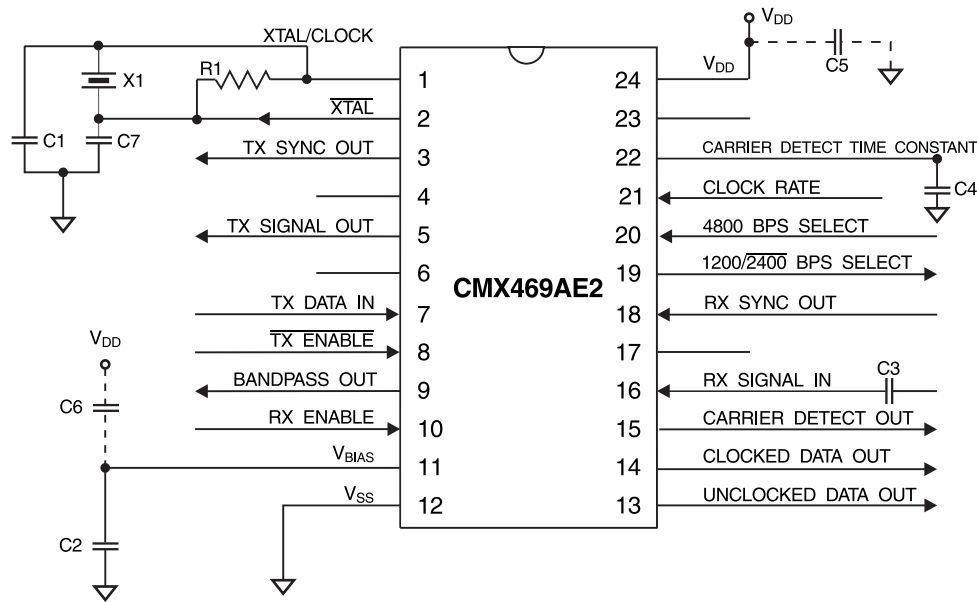 XTAL/CLOCK
V_DD
X1
R1
V_DD
C5
1
24
C1
C7
X̅T̅A̅L̅
2
23
TX SYNC OUT
3
22
CARRIER DETECT TIME CONSTANT
4
21
CLOCK RATE
C4
TX SIGNAL OUT
5
20
4800 BPS SELECT
6
CMX469AE2
19
1200/2̅4̅0̅0̅ BPS SELECT
TX DATA IN
7
18
RX SYNC OUT
V_DD
T̅X̅ E̅N̅A̅B̅L̅E̅
8
17
C3
C6
BANDPASS OUT
9
16
RX SIGNAL IN
RX ENABLE
10
15
CARRIER DETECT OUT
V_BIAS
11
14
CLOCKED DATA OUT
V_SS
12
13
UNCLOCKED DATA OUT
C2